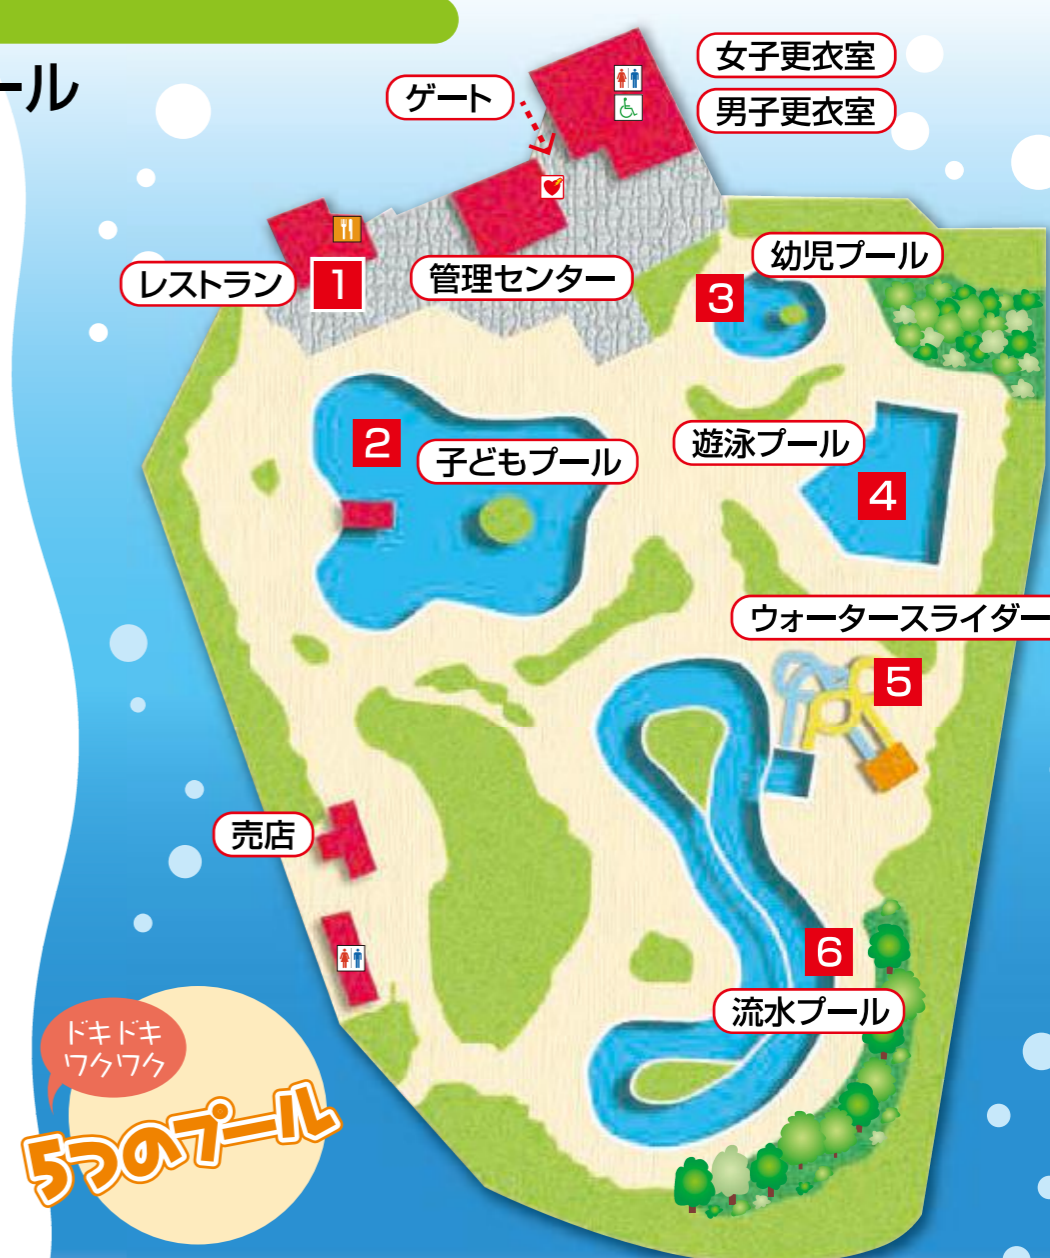 ール
女子更衣室
ゲート
男子更衣室
幼児プール
レストラン
1
管理センター
3
2
子どもプール
遊泳プール
4
ウォータースライダー
5
売店
6
流水プール
ドキドキ
ワクワク
5つのプール